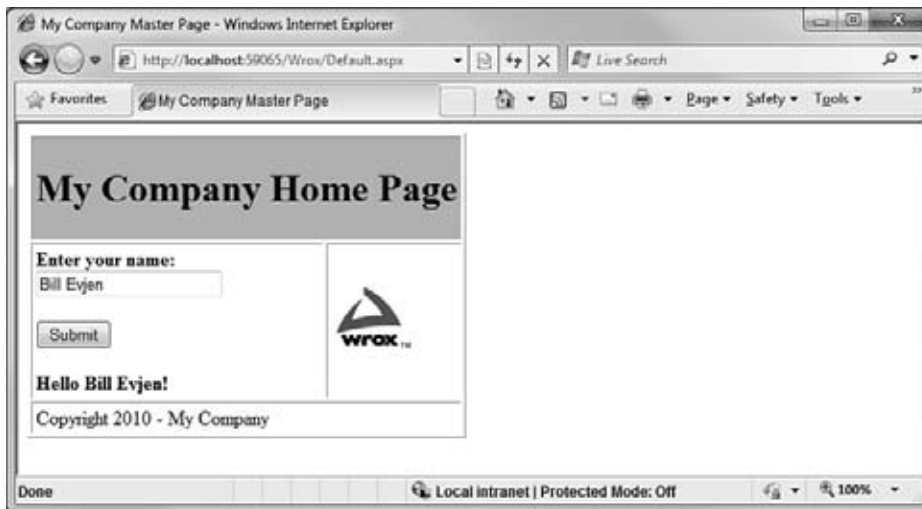 My Company Master Page - Windows Internet Explorer
http://localhost:59065/Wrox/Default.aspx
Live Search
Favorites
My Company Master Page
Page
Safety
Tools
My Company Home Page
Enter your name:
Bill Evjen
Submit
wrox TM
Hello Bill Evjen!
Copyright 2010 - My Company
Done
Local intranet | Protected Mode: Off
100%